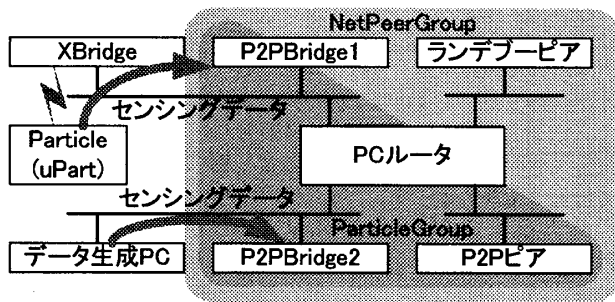 NetPeerGroup
XBridge
P2PBridge1
ランデブーピア
センシングデータ
Particle
(uPart)
PCルータ
センシングデータ
ParticleGroup
データ生成PC
P2PBridge2
P2Pピア